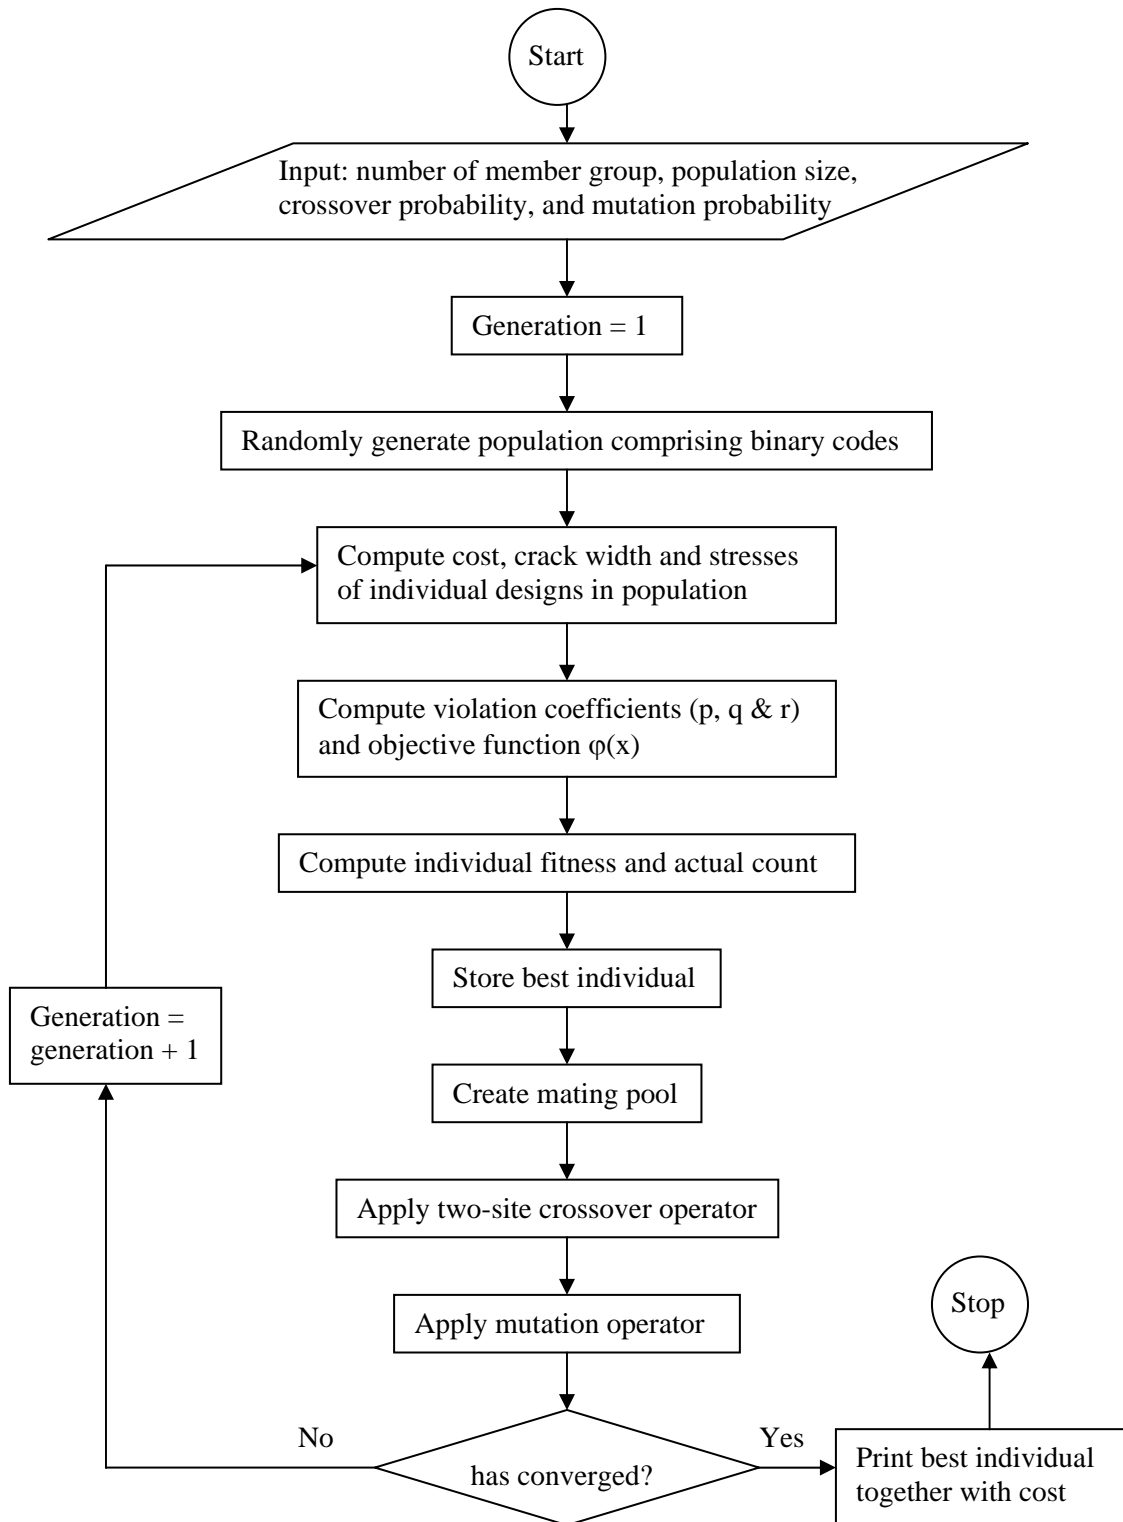 Start
Input: number of member group, population size,
crossover probability, and mutation probability
Generation = 1
Randomly generate population comprising binary codes
Compute cost, crack width and stresses
of individual designs in population
Compute violation coefficients (p, q & r)
and objective function φ(x)
Compute individual fitness and actual count
Store best individual
Generation =
generation + 1
Create mating pool
Apply two-site crossover operator
Apply mutation operator
Stop
No
Yes
has converged?
Print best individual
together with cost